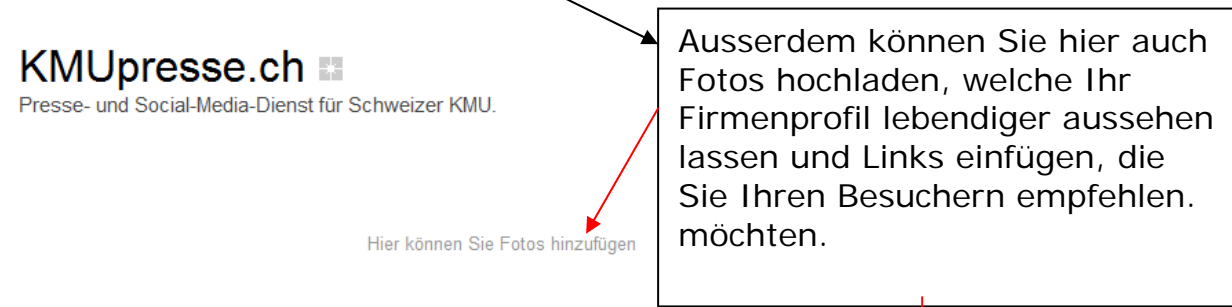 KMUpresse.ch
Presse- und Social-Media-Dienst für Schweizer KMU.
Hier können Sie Fotos hinzufügen
Ausserdem können Sie hier auch
Fotos hochladen, welche Ihr
Firmenprofil lebendiger aussehen
lassen und Links einfügen, die
Sie Ihren Besuchern empfehlen.
möchten.